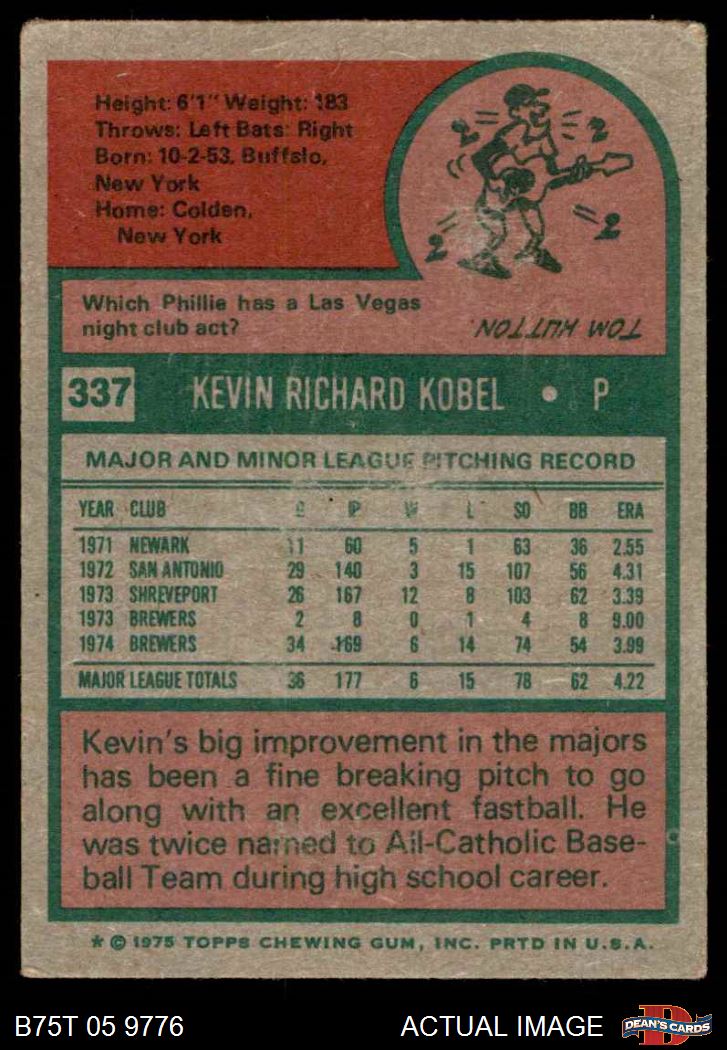 Height: 6'1" Weight: 183
Throws: Left Bats: Right
Born: 10-2-53, Buffalo,
New York
Home: Colden,
New York
2 2
2 2
Which Phillie has a Las Vegas
night club act?
TOM HUTTON.
337 KEVIN RICHARD KOBEL • P
MAJOR AND MINOR LEAGUE PITCHING RECORD
YEAR CLUB G IP W L SO BB ERA
1971 NEWARK 11 60 5 1 63 36 2.55
1972 SAN ANTONIO 29 140 3 15 107 56 4.31
1973 SHREVEPORT 26 167 12 8 103 62 3.39
1973 BREWERS 2 8 0 1 4 8 9.00
1974 BREWERS 34 169 6 14 74 54 3.99
MAJOR LEAGUE TOTALS 36 177 6 15 78 62 4.22
Kevin's big improvement in the majors
has been a fine breaking pitch to go
along with an excellent fastball. He
was twice named to All-Catholic Base-
ball Team during high school career.
* © 1975 TOPPS CHEWING GUM, INC. PRTD IN U.S.A.
B75T 05 9776 ACTUAL IMAGE D DEAN'S CARDS